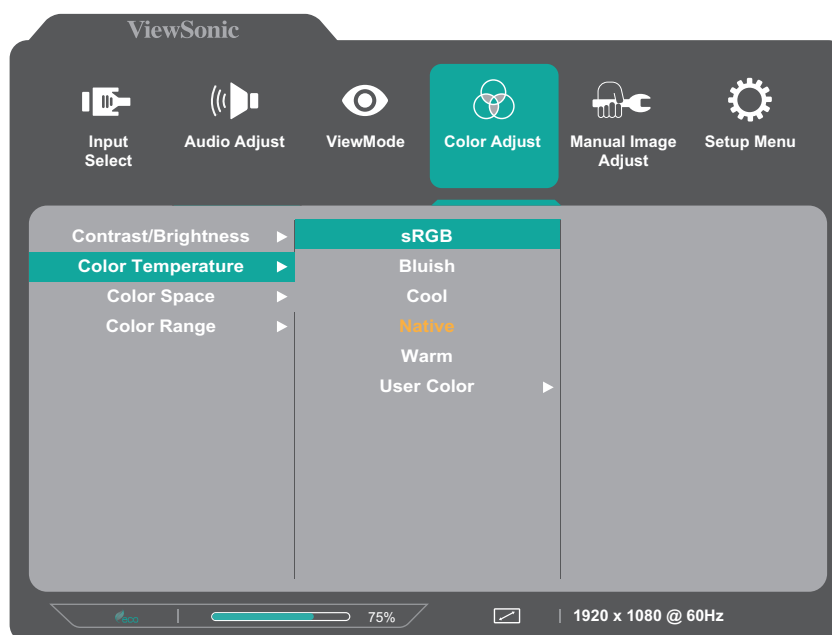 ViewSonic
Input
Select
Audio Adjust
ViewMode
Color Adjust
Manual Image
Adjust
Setup Menu
Contrast/Brightness
Color Temperature
Color Space
Color Range
sRGB
Bluish
Cool
Native
Warm
User Color
eco
75%
1920 x 1080 @ 60Hz